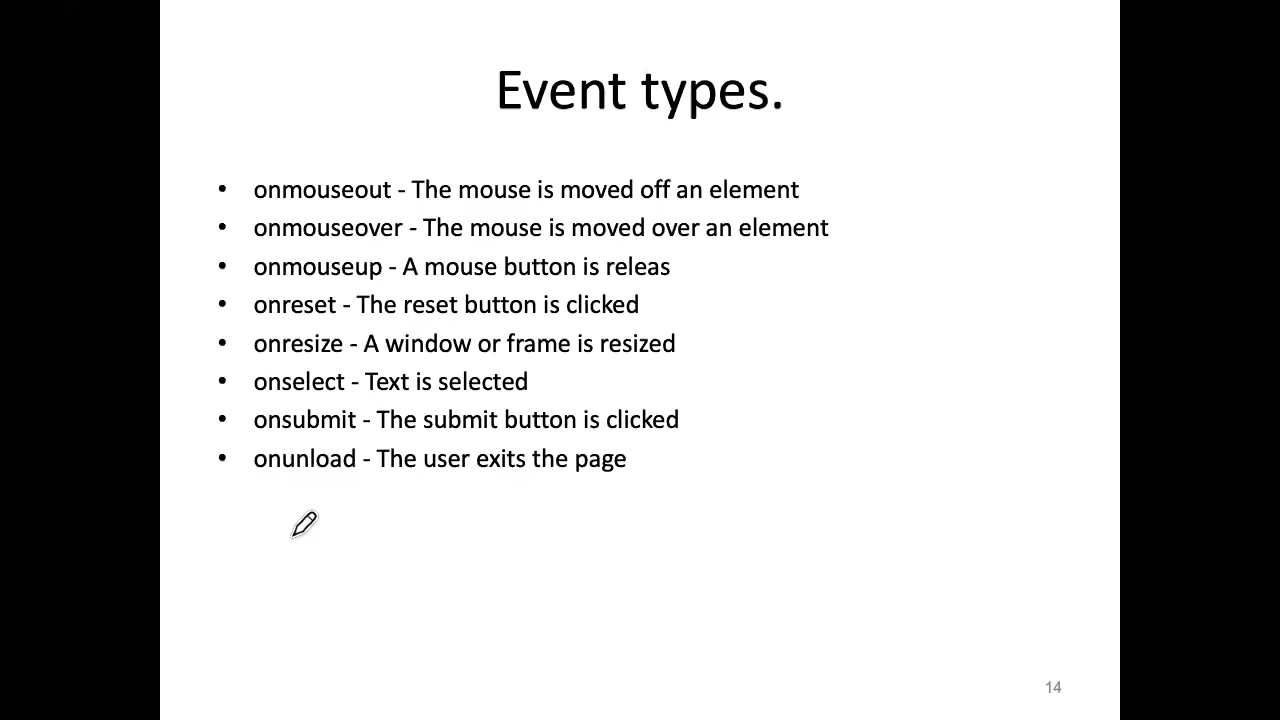 Event types.
• onmouseout - The mouse is moved off an element
• onmouseover - The mouse is moved over an element
• onmouseup - A mouse button is releas
• onreset - The reset button is clicked
• onresize - A window or frame is resized
• onselect - Text is selected
• onsubmit - The submit button is clicked
• onunload - The user exits the page
14